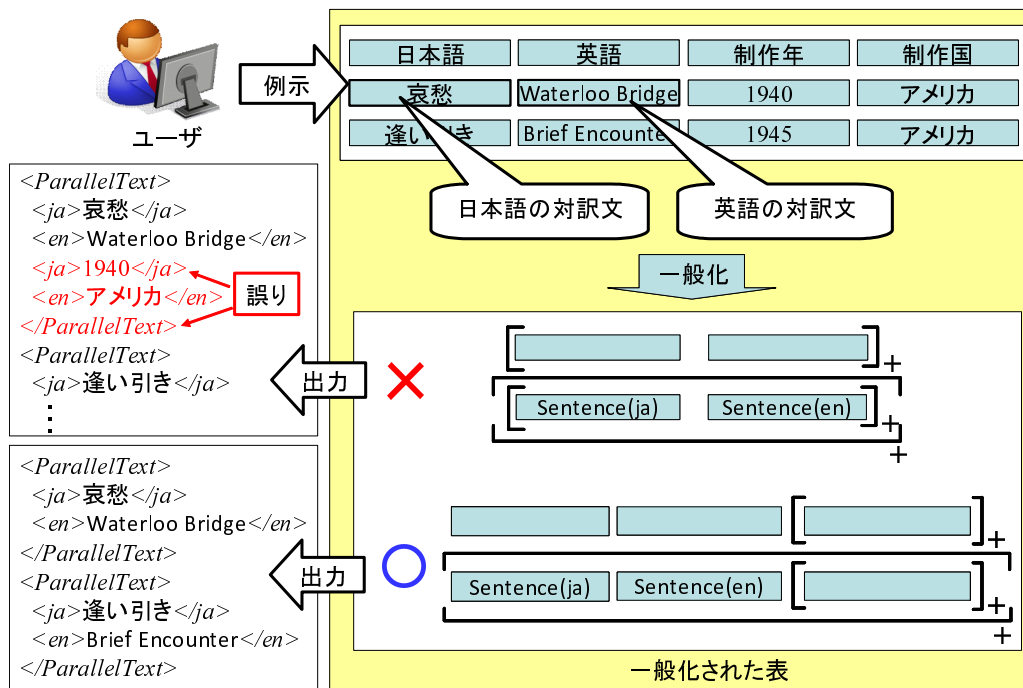 ユーザ
例示
日本語 英語 制作年 制作国
哀愁 Waterloo Bridge 1940 アメリカ
逢い引き Brief Encounter 1945 アメリカ
日本語の対訳文
英語の対訳文
一般化
<ParallelText>
<ja>哀愁</ja>
<en>Waterloo Bridge</en>
<ja>1940</ja>
<en>アメリカ</en>
</ParallelText>
誤り
<ParallelText>
<ja>逢い引き</ja>
⋮
出力
×
[ ]+
[[Sentence(ja) Sentence(en)]+]+
<ParallelText>
<ja>哀愁</ja>
<en>Waterloo Bridge</en>
</ParallelText>
<ParallelText>
<ja>逢い引き</ja>
<en>Brief Encounter</en>
</ParallelText>
出力
○
[ ]+
[Sentence(ja) Sentence(en) [ ]+]+
一般化された表